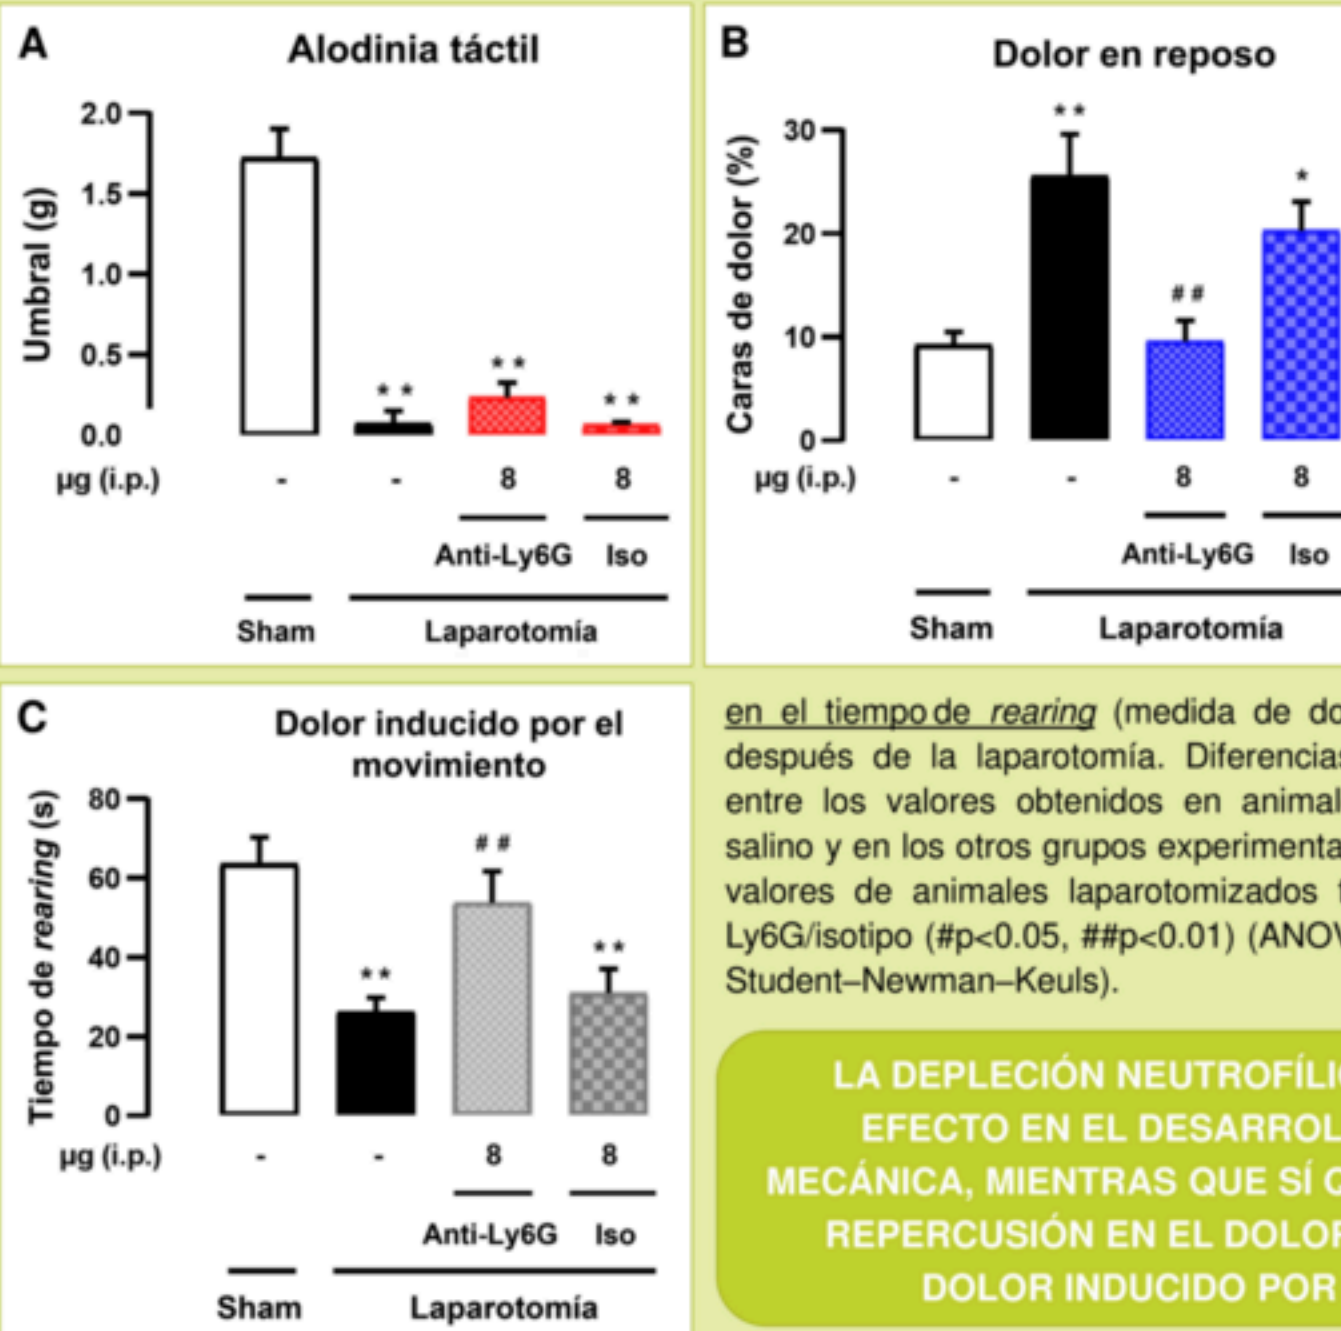 A
Alodinia táctil
Umbral (g)
2.0
1.5
1.0
0.5
0.0
* *
* *
* *
µg (i.p.)
- - 8 8
Anti-Ly6G Iso
Sham Laparotomía
B
Dolor en reposo
Caras de dolor (%)
30
20
10
0
* *
##
*
µg (i.p.)
- - 8 8
Anti-Ly6G Iso
Sham Laparotomía
C
Dolor inducido por el
movimiento
Tiempo de rearing (s)
80
60
40
20
0
**
##
**
µg (i.p.)
- - 8 8
Anti-Ly6G Iso
Sham Laparotomía
en el tiempo de rearing (medida de do
después de la laparotomía. Diferencias
entre los valores obtenidos en animal
salino y en los otros grupos experimenta
valores de animales laparotomizados
Ly6G/isotipo (#p<0.05, ##p<0.01) (ANOV
Student–Newman–Keuls).
LA DEPLECIÓN NEUTROFÍLI
EFECTO EN EL DESARROL
MECÁNICA, MIENTRAS QUE SÍ
REPERCUSIÓN EN EL DOLOR
DOLOR INDUCIDO POR